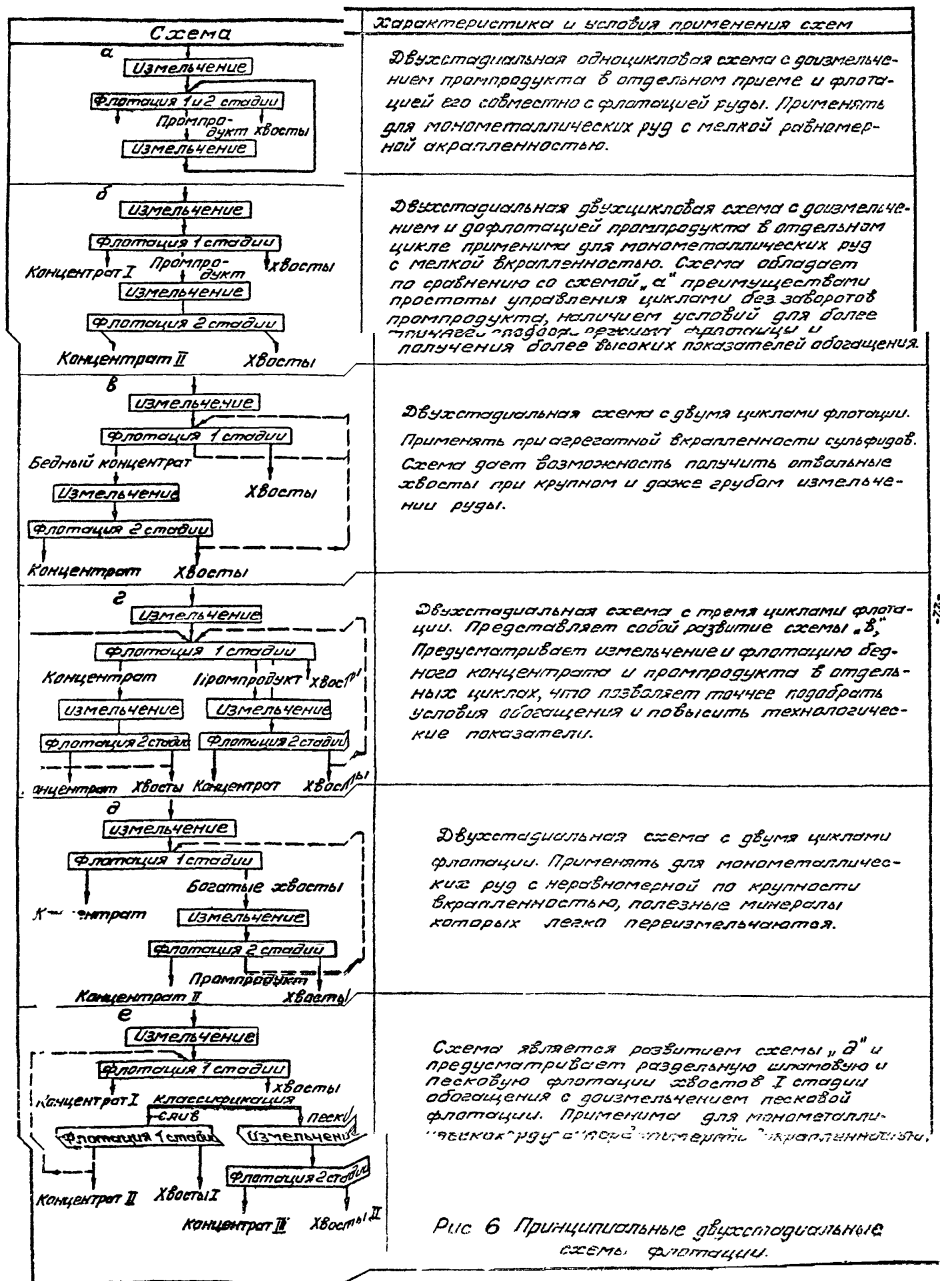 Схема
Характеристика и условия применения схем
а
Измельчение
Флотация 1 и 2 стадии
Промпро-
дукт Хвосты
Измельчение
Двухстадиальная одноцикловая схема с доизмельче-
нием промпродукта в отдельном приеме и флота-
цией его совместно с флотацией руды. Применять
для монометаллических руд с мелкой равномер-
ной акрапленностью.
б
Измельчение
Флотация 1 стадии
Концентрат I Промпро-
дукт Хвосты
Измельчение
Флотация 2 стадии
Концентрат II Хвосты
Двухстадиальная двухцикловая схема с доизмельче-
нием и дофлотацией промпродукта в отдельном
цикле применима для монометаллических руд
с мелкой вкрапленностью. Схема обладает
по сравнению со схемой „а" преимуществами
простоты управления циклами без заворотов
промпродукта, наличием условий для более
подбора режима флотации и
получения более высоких показателей обогащения.
в
Измельчение
Флотация 1 стадии
Бедный концентрат
Хвосты
Измельчение
Флотация 2 стадии
Концентрат Хвосты
Двухстадиальная схема с двумя циклами флотации.
Применять при агрегатной вкрапленности сульфидов.
Схема дает возможность получить отвальные
хвосты при крупном и даже грубом измельче-
нии руды.
г
Измельчение
Флотация 1 стадии
Концентрат Промпродукт Хвосты
Измельчение Измельчение
Флотация 2 стадии Флотация 2 стадии
онцентрат Хвосты Концентрат Хвосты
Двухстадиальная схема с тремя циклами флота-
ции. Представляет собой развитие схемы „в".
Предусматривает измельчение и флотацию бед-
ного концентрата и промпродукта в отдель-
ных циклах, что позволяет точнее подобрать
условия обогащения и повысить технологичес-
кие показатели.
-22-
д
Измельчение
Флотация 1 стадии
Богатые хвосты
Измельчение
Флотация 2 стадии
Промпродукт
Концентрат II Хвосты
Двухстадиальная схема с двумя циклами
флотации. Применять для монометалличес-
ких руд с неравномерной по крупности
вкрапленностью, полезные минералы
которых легко переизмельчаются.
е
Измельчение
Флотация 1 стадии
Хвосты
Концентрат I Классификация
слив пески
Флотация 1 стадии Измельчение
Флотация 2 стадии
Концентрат II Хвосты I
Концентрат III Хвосты II
Схема является развитием схемы „д" и
предусматривает раздельную шламовую и
песковую флотации хвостов I стадии
обогащения с доизмельчением песковой
флотации. Применима для монометалли-
ческих руд вкрапленностью.
Рис 6 Принципиальные двухстадиальные
схемы флотации.